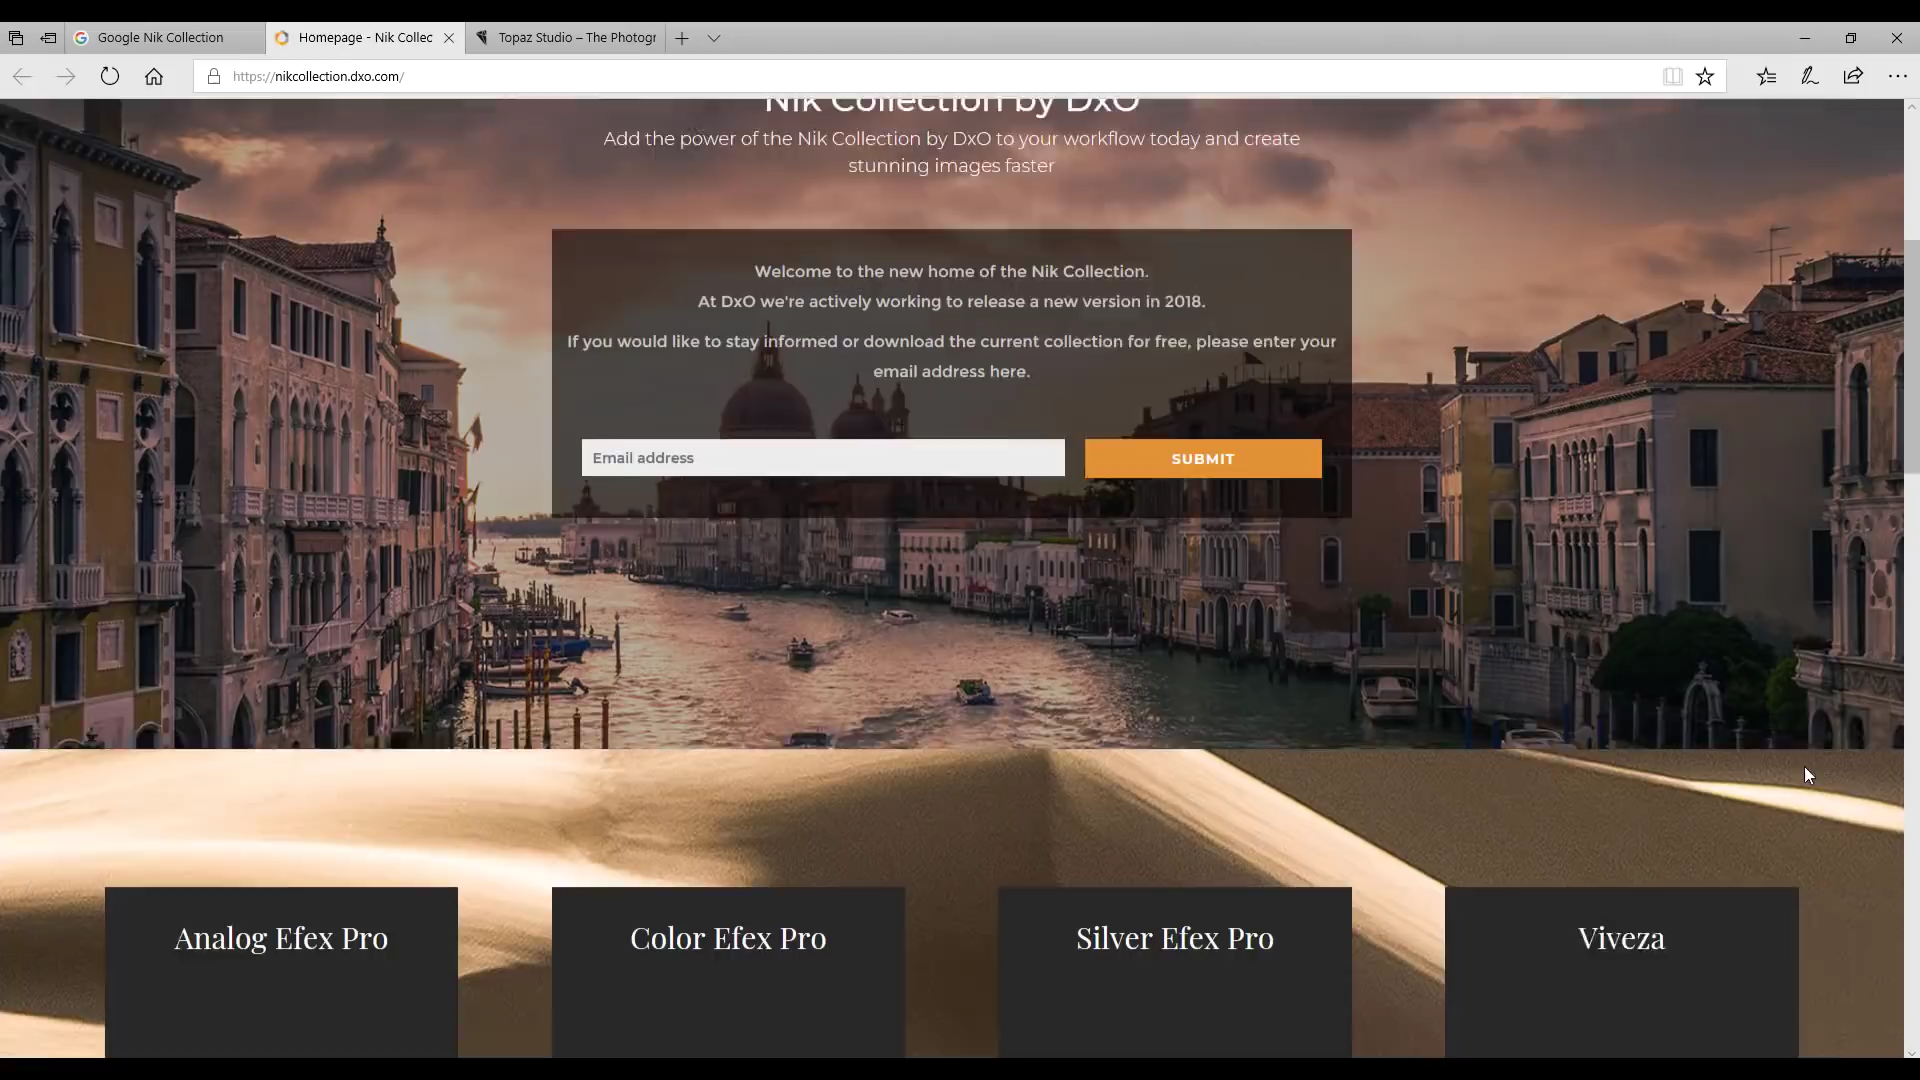 Google Nik Collection
Homepage - Nik Collec
Topaz Studio – The Photogr
https://nikcollection.dxo.com/
Nik Collection by DxO
Add the power of the Nik Collection by DxO to your workflow today and create
stunning images faster
Welcome to the new home of the Nik Collection.
At DxO we're actively working to release a new version in 2018.
If you would like to stay informed or download the current collection for free, please enter your
email address here.
Email address
SUBMIT
Analog Efex Pro
Color Efex Pro
Silver Efex Pro
Viveza